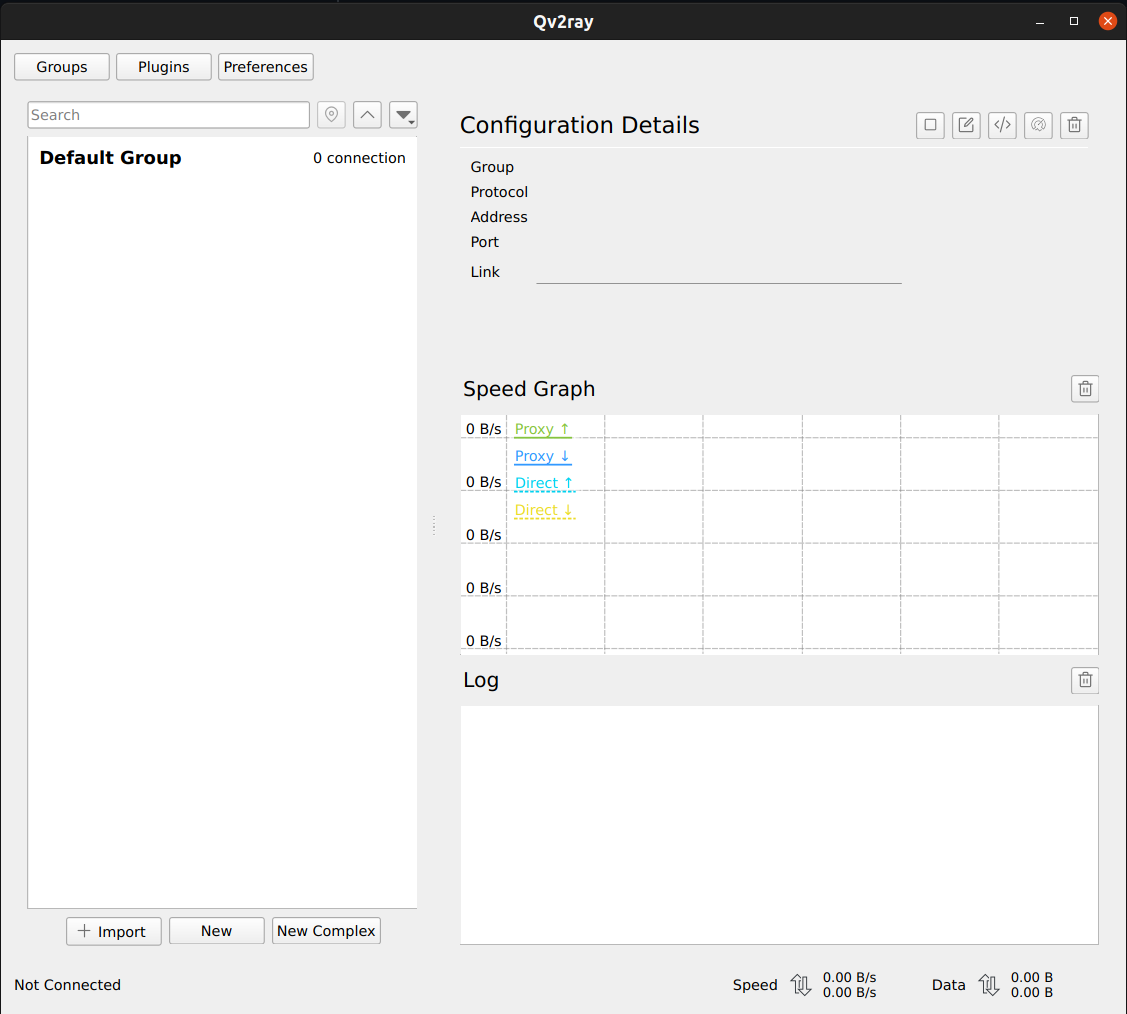 Qv2ray
Groups Plugins Preferences
Search
Default Group 0 connection
Import New New Complex
Configuration Details
Group
Protocol
Address
Port
Link
Speed Graph
0 B/s Proxy ↑
Proxy ↓
0 B/s Direct ↑
Direct ↓
0 B/s
0 B/s
0 B/s
Log
Not Connected
Speed 0.00 B/s
0.00 B/s
Data 0.00 B
0.00 B